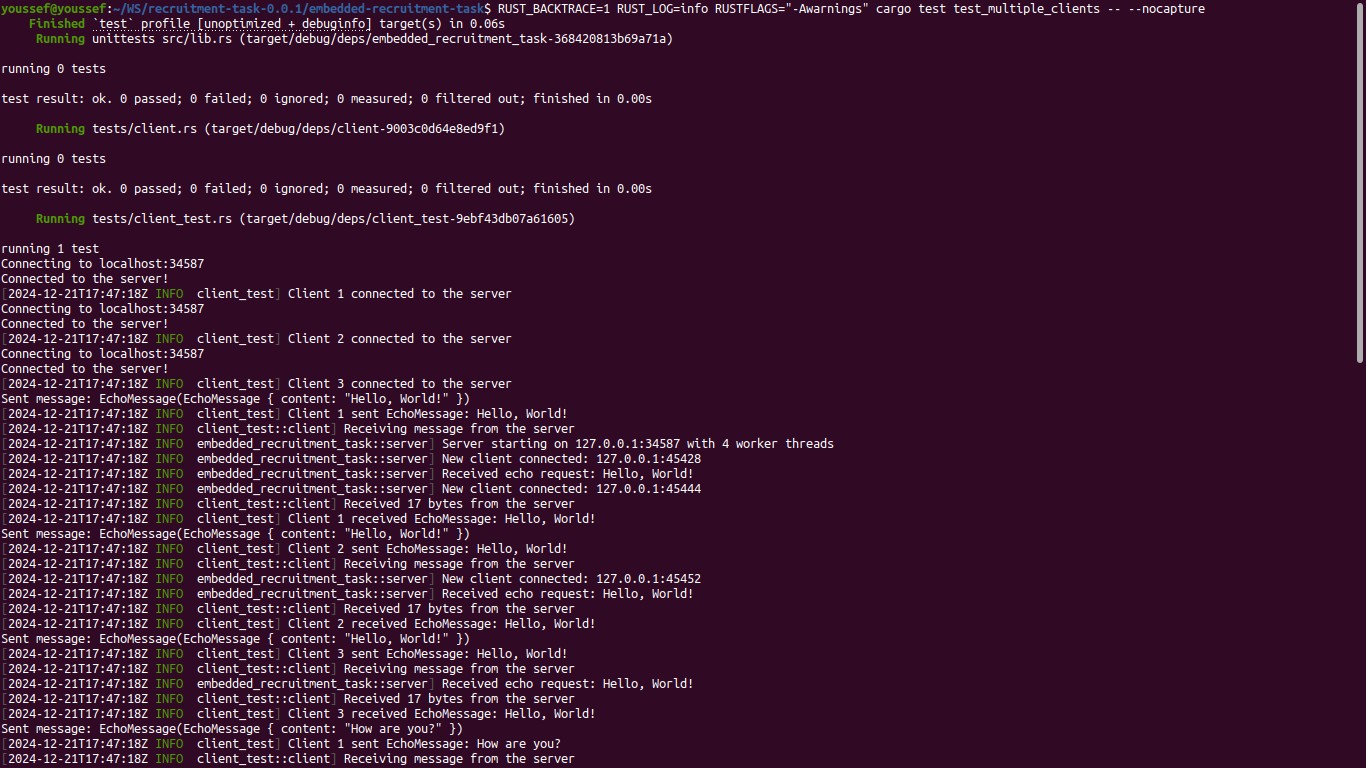 youssef@youssef:~/WS/recruitment-task-0.0.1/embedded-recruitment-task$ RUST_BACKTRACE=1 RUST_LOG=info RUSTFLAGS="-Awarnings" cargo test test_multiple_clients -- --nocapture
Finished `test` profile [unoptimized + debuginfo] target(s) in 0.06s
Running unittests src/lib.rs (target/debug/deps/embedded_recruitment_task-368420813b69a71a)
running 0 tests
test result: ok. 0 passed; 0 failed; 0 ignored; 0 measured; 0 filtered out; finished in 0.00s
Running tests/client.rs (target/debug/deps/client-9003c0d64e8ed9f1)
running 0 tests
test result: ok. 0 passed; 0 failed; 0 ignored; 0 measured; 0 filtered out; finished in 0.00s
Running tests/client_test.rs (target/debug/deps/client_test-9ebf43db07a61605)
running 1 test
Connecting to localhost:34587
Connected to the server!
[2024-12-21T17:47:18Z INFO  client_test] Client 1 connected to the server
Connecting to localhost:34587
Connected to the server!
[2024-12-21T17:47:18Z INFO  client_test] Client 2 connected to the server
Connecting to localhost:34587
Connected to the server!
[2024-12-21T17:47:18Z INFO  client_test] Client 3 connected to the server
Sent message: EchoMessage(EchoMessage { content: "Hello, World!" })
[2024-12-21T17:47:18Z INFO  client_test] Client 1 sent EchoMessage: Hello, World!
[2024-12-21T17:47:18Z INFO  client_test::client] Receiving message from the server
[2024-12-21T17:47:18Z INFO  embedded_recruitment_task::server] Server starting on 127.0.0.1:34587 with 4 worker threads
[2024-12-21T17:47:18Z INFO  embedded_recruitment_task::server] New client connected: 127.0.0.1:45428
[2024-12-21T17:47:18Z INFO  embedded_recruitment_task::server] Received echo request: Hello, World!
[2024-12-21T17:47:18Z INFO  embedded_recruitment_task::server] New client connected: 127.0.0.1:45444
[2024-12-21T17:47:18Z INFO  client_test::client] Received 17 bytes from the server
[2024-12-21T17:47:18Z INFO  client_test] Client 1 received EchoMessage: Hello, World!
Sent message: EchoMessage(EchoMessage { content: "Hello, World!" })
[2024-12-21T17:47:18Z INFO  client_test] Client 2 sent EchoMessage: Hello, World!
[2024-12-21T17:47:18Z INFO  client_test::client] Receiving message from the server
[2024-12-21T17:47:18Z INFO  embedded_recruitment_task::server] New client connected: 127.0.0.1:45452
[2024-12-21T17:47:18Z INFO  embedded_recruitment_task::server] Received echo request: Hello, World!
[2024-12-21T17:47:18Z INFO  client_test::client] Received 17 bytes from the server
[2024-12-21T17:47:18Z INFO  client_test] Client 2 received EchoMessage: Hello, World!
Sent message: EchoMessage(EchoMessage { content: "Hello, World!" })
[2024-12-21T17:47:18Z INFO  client_test] Client 3 sent EchoMessage: Hello, World!
[2024-12-21T17:47:18Z INFO  client_test::client] Receiving message from the server
[2024-12-21T17:47:18Z INFO  embedded_recruitment_task::server] Received echo request: Hello, World!
[2024-12-21T17:47:18Z INFO  client_test::client] Received 17 bytes from the server
[2024-12-21T17:47:18Z INFO  client_test] Client 3 received EchoMessage: Hello, World!
Sent message: EchoMessage(EchoMessage { content: "How are you?" })
[2024-12-21T17:47:18Z INFO  client_test] Client 1 sent EchoMessage: How are you?
[2024-12-21T17:47:18Z INFO  client_test::client] Receiving message from the server